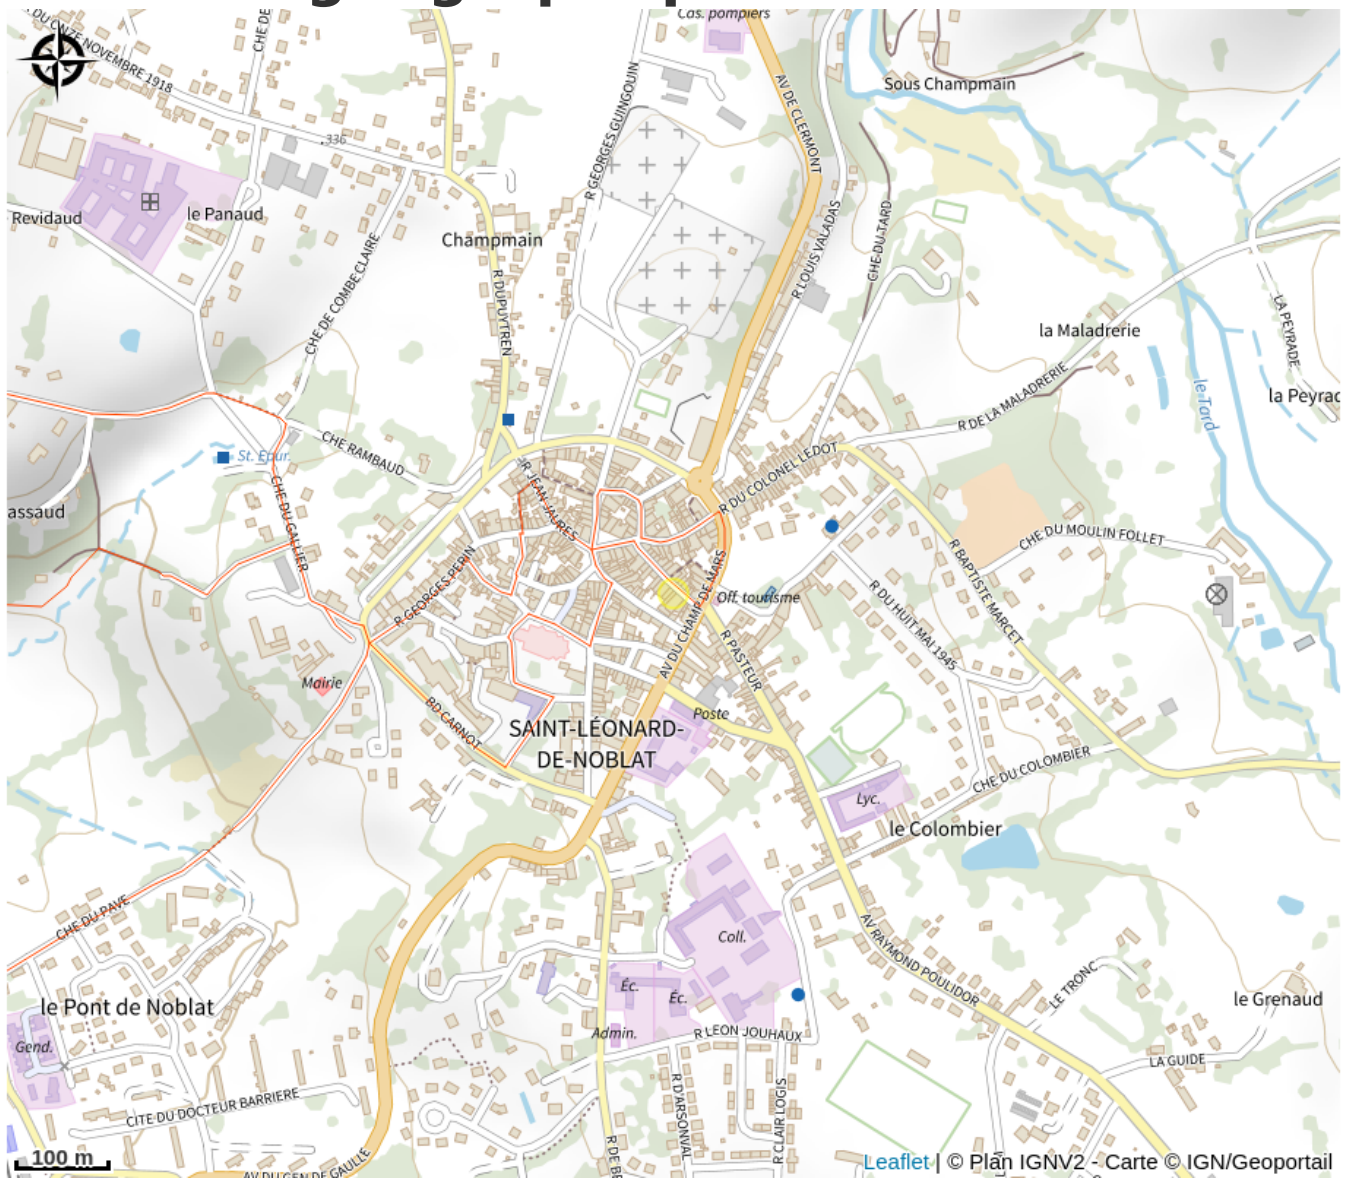 Cas. pompiers
R DU ONZE NOVEMBRE 1918
CHE DE
R GEORGES GUINGOUIN
AV DE CLERMONT
Sous Champmain
336
Revidaud
le Panaud
Champmain
CHE DE COMBE CLAIRE
R DUPUYTREN
R LOUIS VALADAS
CHE DU TARD
la Maladrerie
LA PEYRADE
le Tard
la Peyrac
R DE LA MALADRERIE
CHE RAMBAUD
St. Épur.
R JEAN JAURES
R DU COLONEL LEDOT
assaud
CHE DU GALLIER
CHE DU MOULIN FOLLET
R BAPTISTE MARCET
R GEORGES PERIN
Off. tourisme
AV DU CHAMP DE MARS
R PASTEUR
R DU HUIT MAI 1945
Mairie
BD CARNOT
Poste
SAINT-LÉONARD-
DE-NOBLAT
CHE DU COLOMBIER
Lyc.
le Colombier
CHE DU PAVE
Coll.
AV RAYMOND POULIDOR
LE TRONC
le Grenaud
Éc.
Éc.
le Pont de Noblat
Admin.
R LEON JOUHAUX
Gend.
LA GUIDE
CITE DU DOCTEUR BARRIERE
R D'ARSONVAL
R CLAIR LOGIS
R DE B
AV DU GEN DE GAULLE
100 m
Leaflet | © Plan IGNV2 - Carte © IGN/Geoportail